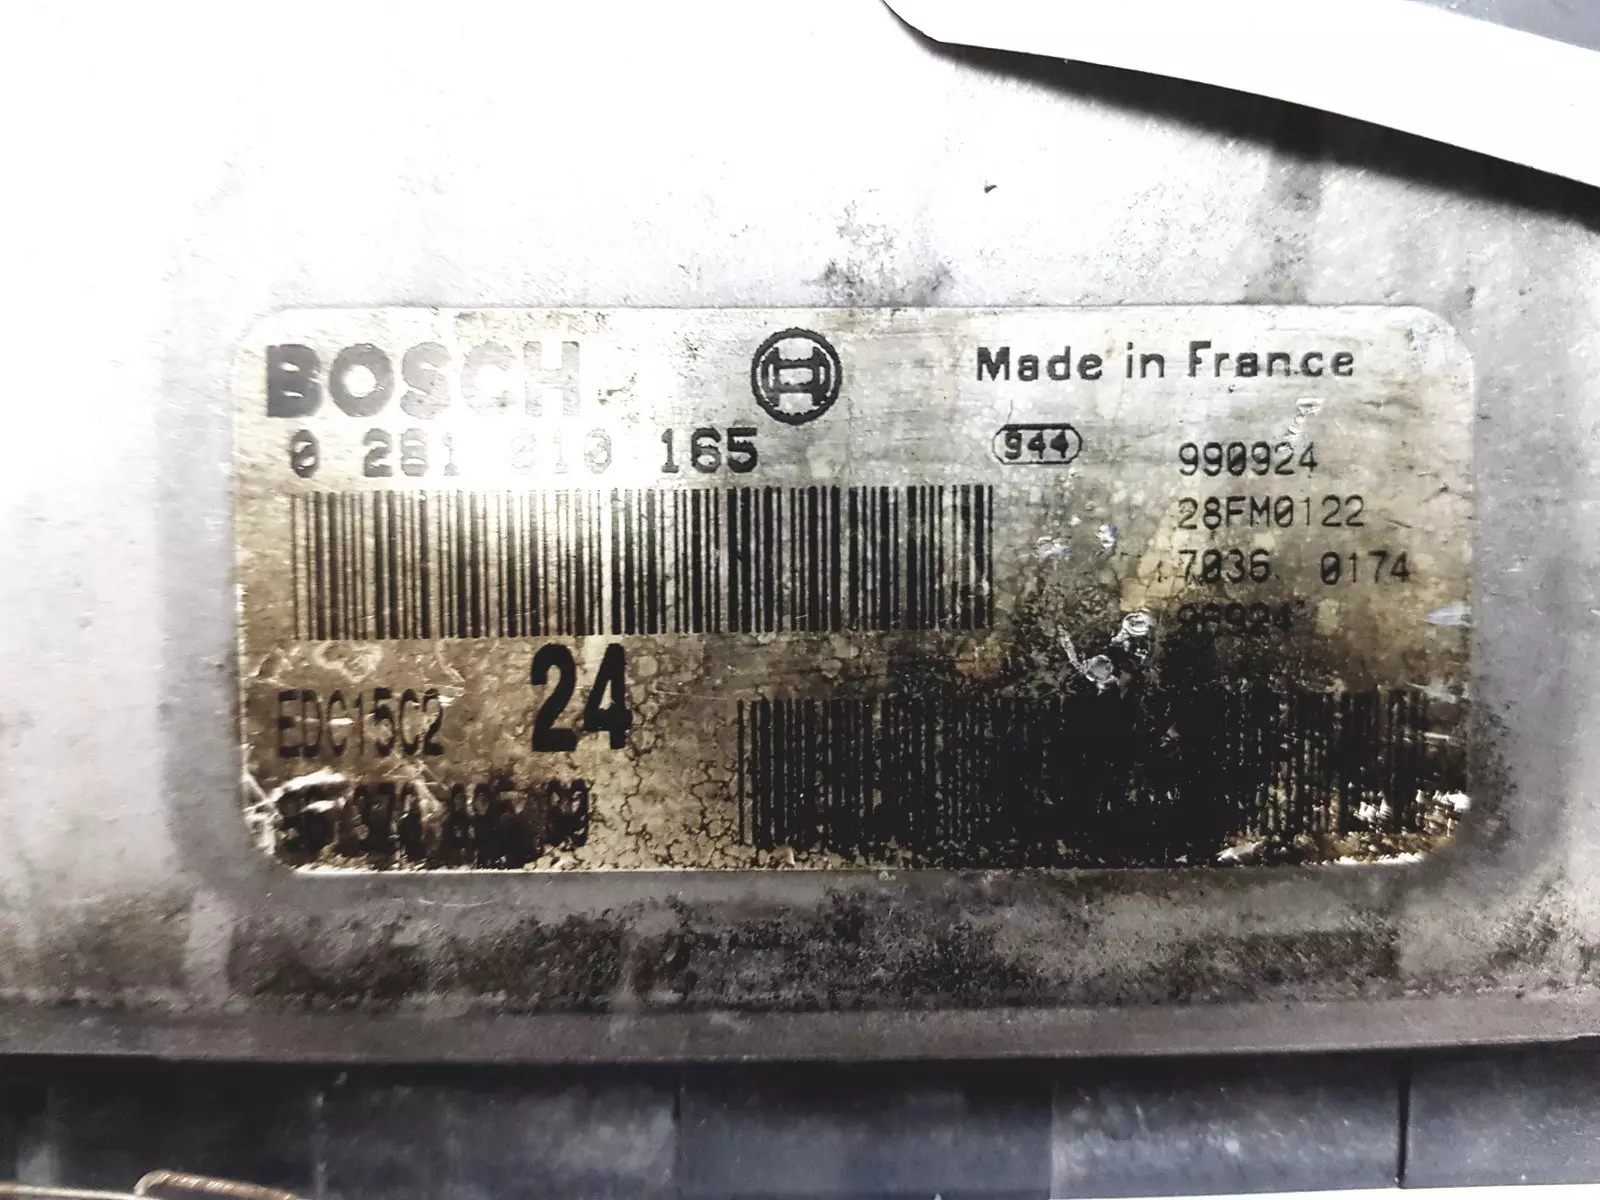 BOSCH
Made in France
0 281 010 165
944
990924
28FM0122
7036 0174
24
EDC15C2